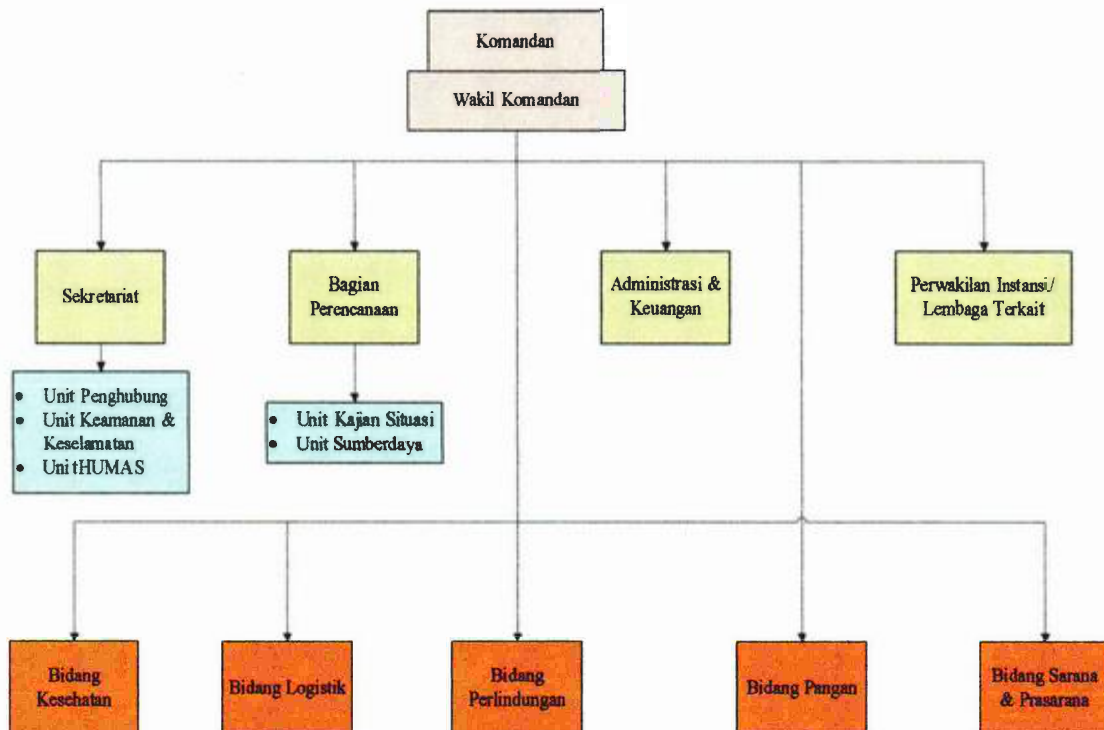 Komandan
Wakil Komandan
Sekretariat
Bagian
Perencanaan
Administrasi &
Keuangan
Perwakilan Instansi/
Lembaga Terkait
• Unit Penghubung
• Unit Keamanan &
Keselamatan
• Unit HUMAS
• Unit Kajian Situasi
• Unit Sumberdaya
Bidang
Kesehatan
Bidang Logistik
Bidang
Perlindungan
Bidang Pangan
Bidang Sarana
& Prasarana